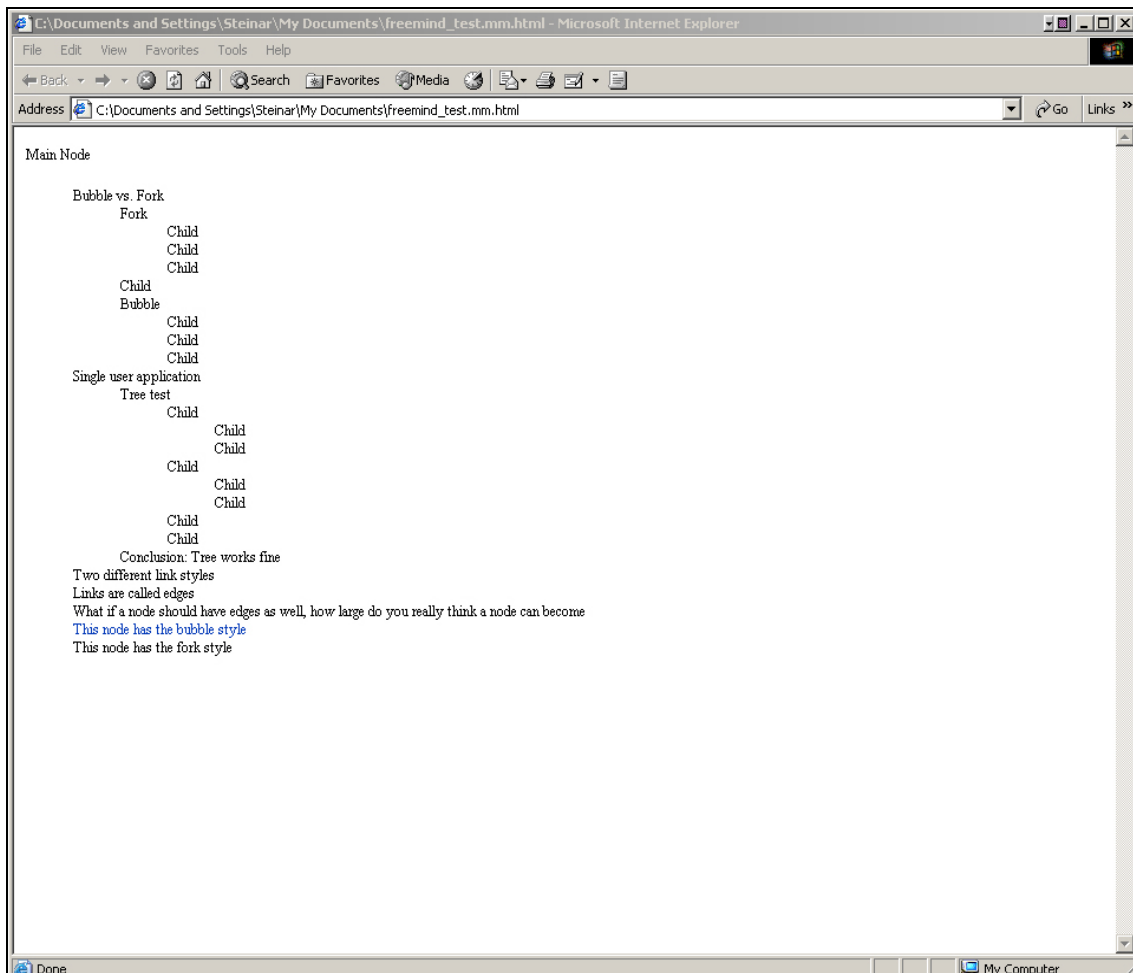 C:\Documents and Settings\Steinar\My Documents\freemind_test.mm.html - Microsoft Internet Explorer
File Edit View Favorites Tools Help
Back Search Favorites Media
Address C:\Documents and Settings\Steinar\My Documents\freemind_test.mm.html Go Links »
Main Node
Bubble vs. Fork
Fork
Child
Child
Child
Child
Bubble
Child
Child
Child
Single user application
Tree test
Child
Child
Child
Child
Child
Child
Child
Child
Conclusion: Tree works fine
Two different link styles
Links are called edges
What if a node should have edges as well, how large do you really think a node can become
This node has the bubble style
This node has the fork style
Done My Computer